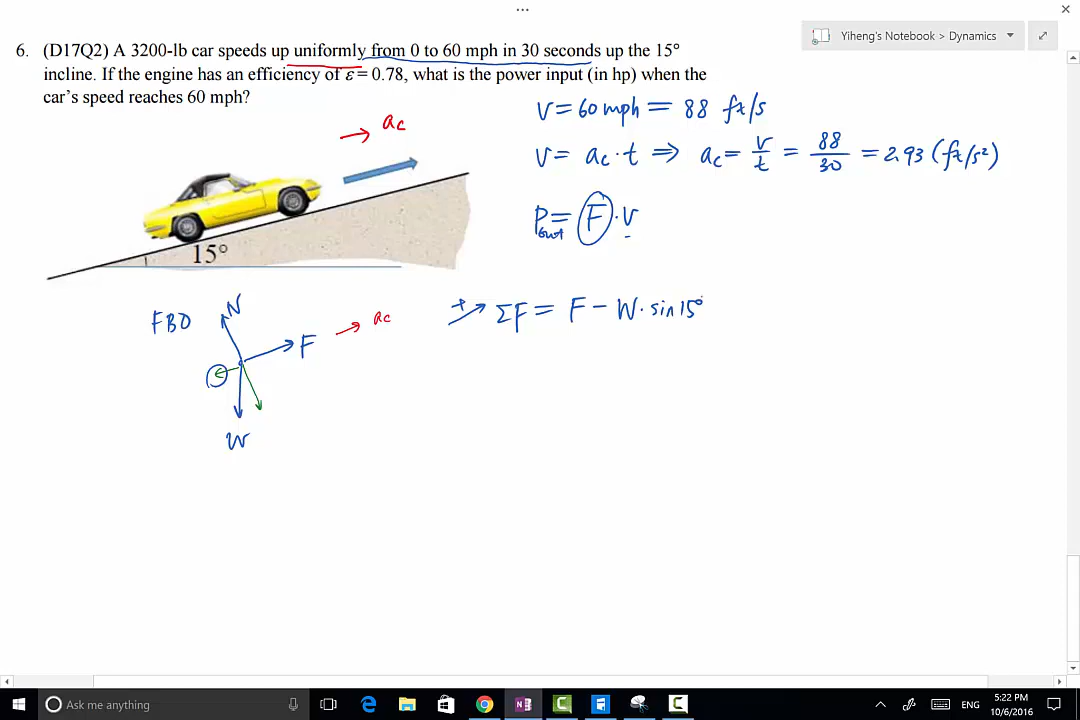 Yiheng's Notebook > Dynamics
6. (D17Q2) A 3200-lb car speeds up uniformly from 0 to 60 mph in 30 seconds up the 15°
incline. If the engine has an efficiency of ε = 0.78, what is the power input (in hp) when the
car's speed reaches 60 mph?
V = 60 mph = 88 ft/s
ac
V = ac · t ⇒ ac = V/t = 88/30 = 2.93 (ft/s²)
Pout = F · V
15°
FBD
N
F
ac
W
+ ΣF = F − W · sin15°
Ask me anything
ENG
5:22 PM
10/6/2016